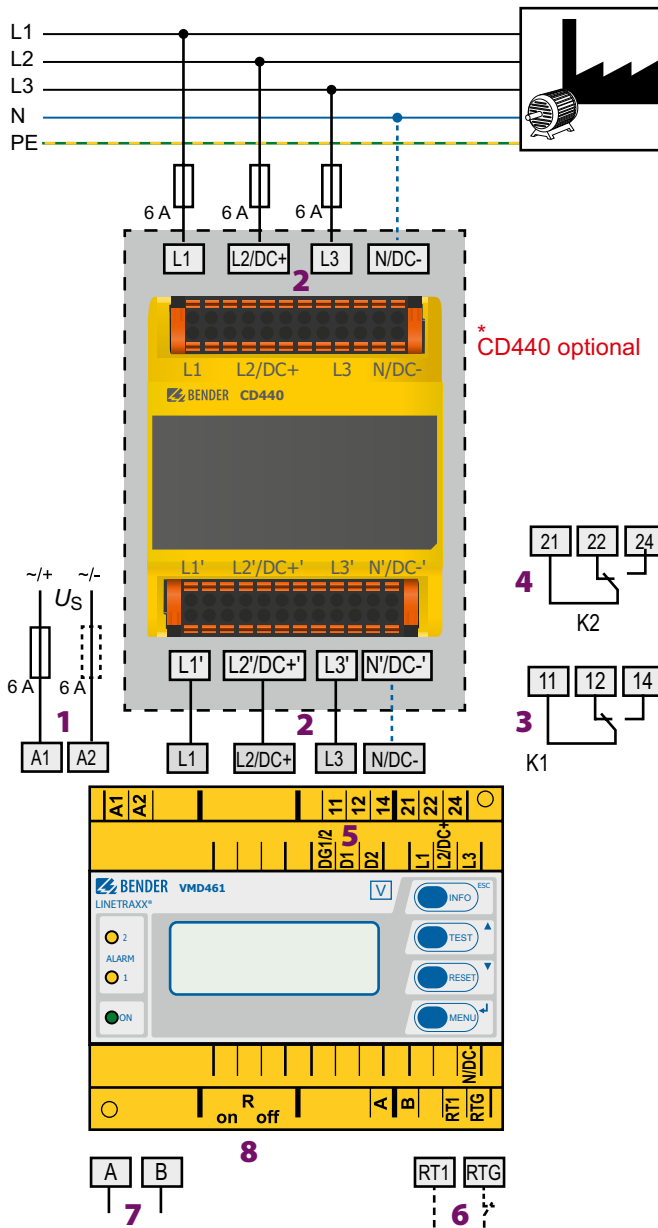 L1
L2
L3
N
PE
6 A
6 A
6 A
L1 L2/DC+ L3 N/DC-
2
*
CD440 optional
L1 L2/DC+ L3 N/DC-
BENDER CD440
L1' L2'/DC+' L3' N'/DC-'
~/+ ~/-
US
6 A 6 A
1
A1 A2
21 22 24
4
K2
11 12 14
3
K1
L1' L2'/DC+' L3' N'/DC-'
2
L1 L2/DC+ L3 N/DC-
A1 A2 11 12 14 21 22 24
5
DG1/2 D1 D2 L1 L2/DC+ L3
BENDER VMD461
LINETRAXX®
V
INFO ESC
2
TEST ▲
ALARM
1
RESET ▼
ON
MENU ↵
N/DC-
R
on off
A B RT1 RTG
8
A B
7
RT1 RTG
6